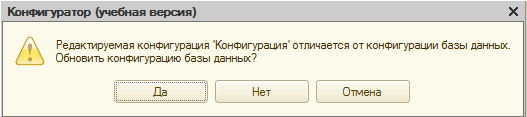 Конфигуратор (учебная версия)
Редактируемая конфигурация 'Конфигурация' отличается от конфигурации базы данных.
Обновить конфигурацию базы данных?
Да
Нет
Отмена